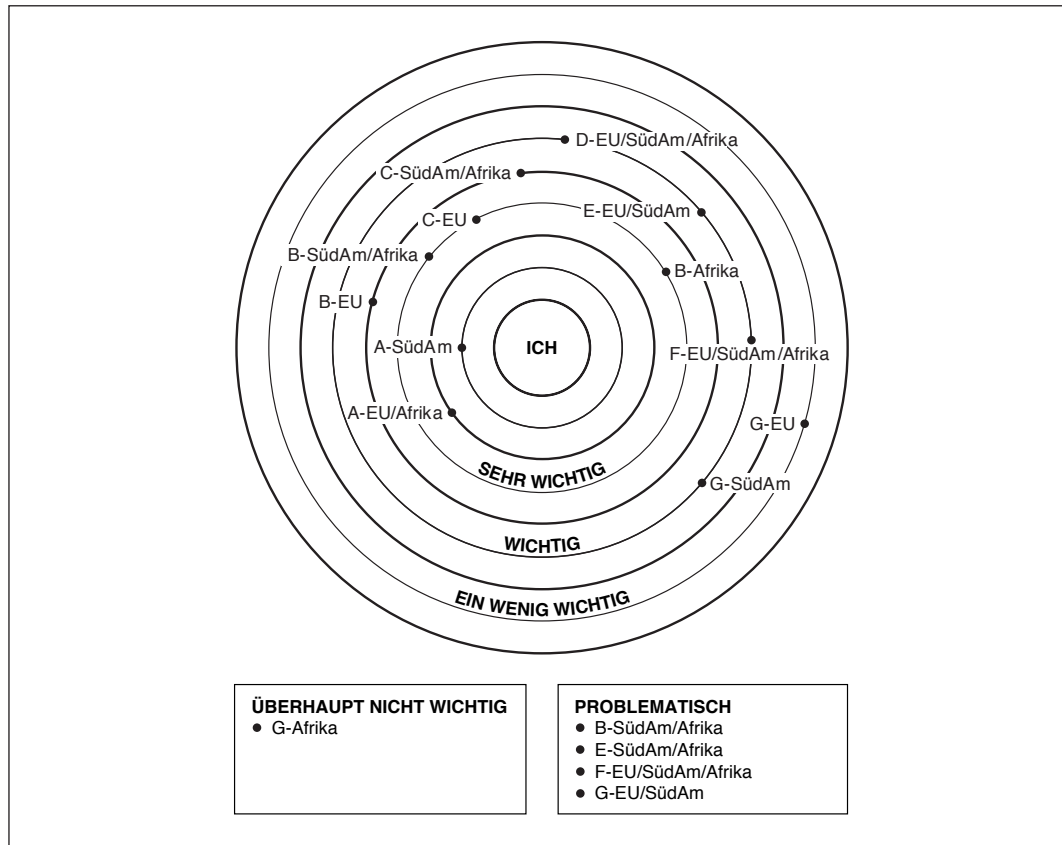 D-EU/SüdAm/Afrika
C-SüdAm/Afrika
E-EU/SüdAm
C-EU
B-SüdAm/Afrika
B-Afrika
B-EU
A-SüdAm
ICH
F-EU/SüdAm/Afrika
A-EU/Afrika
G-EU
SEHR WICHTIG
G-SüdAm
WICHTIG
EIN WENIG WICHTIG
ÜBERHAUPT NICHT WICHTIG
• G-Afrika
PROBLEMATISCH
• B-SüdAm/Afrika
• E-SüdAm/Afrika
• F-EU/SüdAm/Afrika
• G-EU/SüdAm